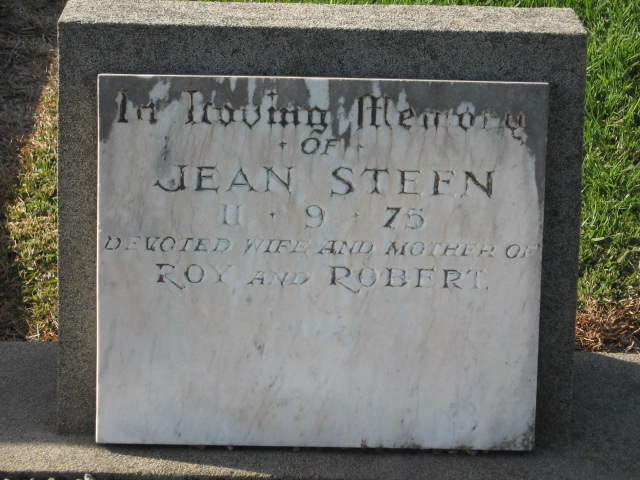 In Loving Memory
· OF ·
JEAN STEEN
11 · 9 · 75
DEVOTED WIFE AND MOTHER OF
ROY AND ROBERT.